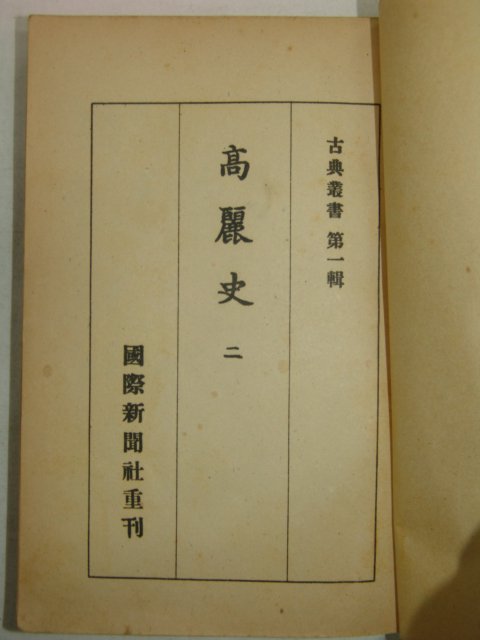 古典叢書 第一輯
高麗史 二
國際新聞社重刊